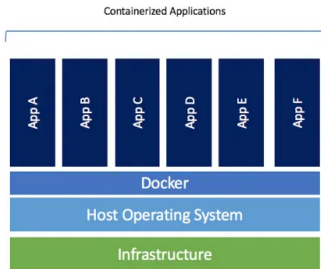 Containerized Applications
App A
App B
App C
App D
App E
App F
Docker
Host Operating System
Infrastructure